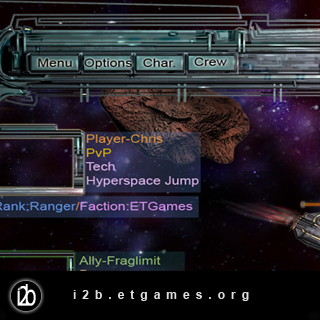 Menu Options Char. Crew
Player-Chris
PvP
Tech
Hyperspace Jump
Rank;Ranger/Faction:ETGames
Ally-Fraglimit
i2b i2b.etgames.org